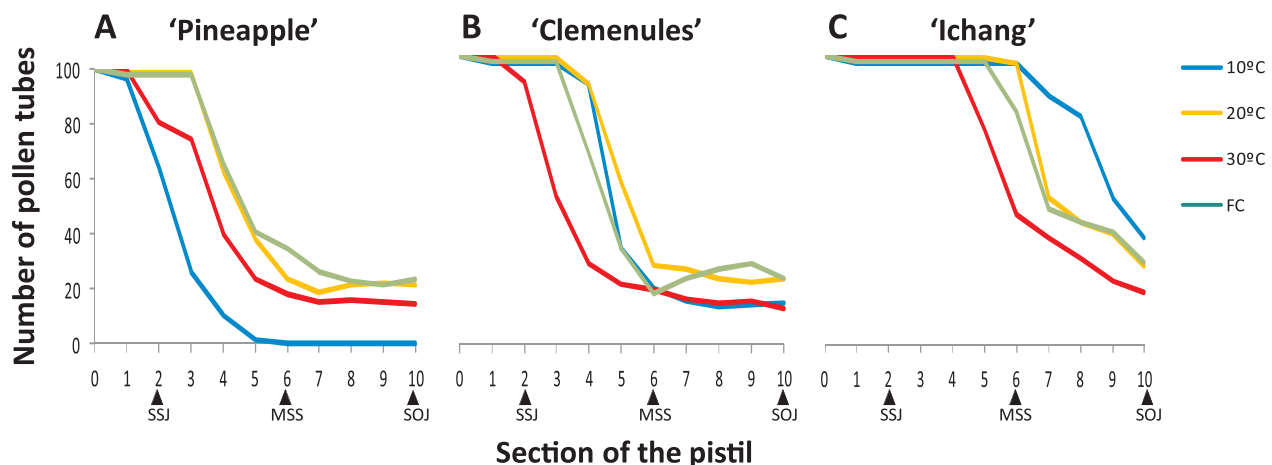 A ‘Pineapple’
B ‘Clemenules’
C ‘Ichang’
Number of pollen tubes
100
80
60
40
20
0
0 1 2 3 4 5 6 7 8 9 10
SSJ MSS SOJ
0 1 2 3 4 5 6 7 8 9 10
SSJ MSS SOJ
0 1 2 3 4 5 6 7 8 9 10
SSJ MSS SOJ
Section of the pistil
10ºC
20ºC
30ºC
FC